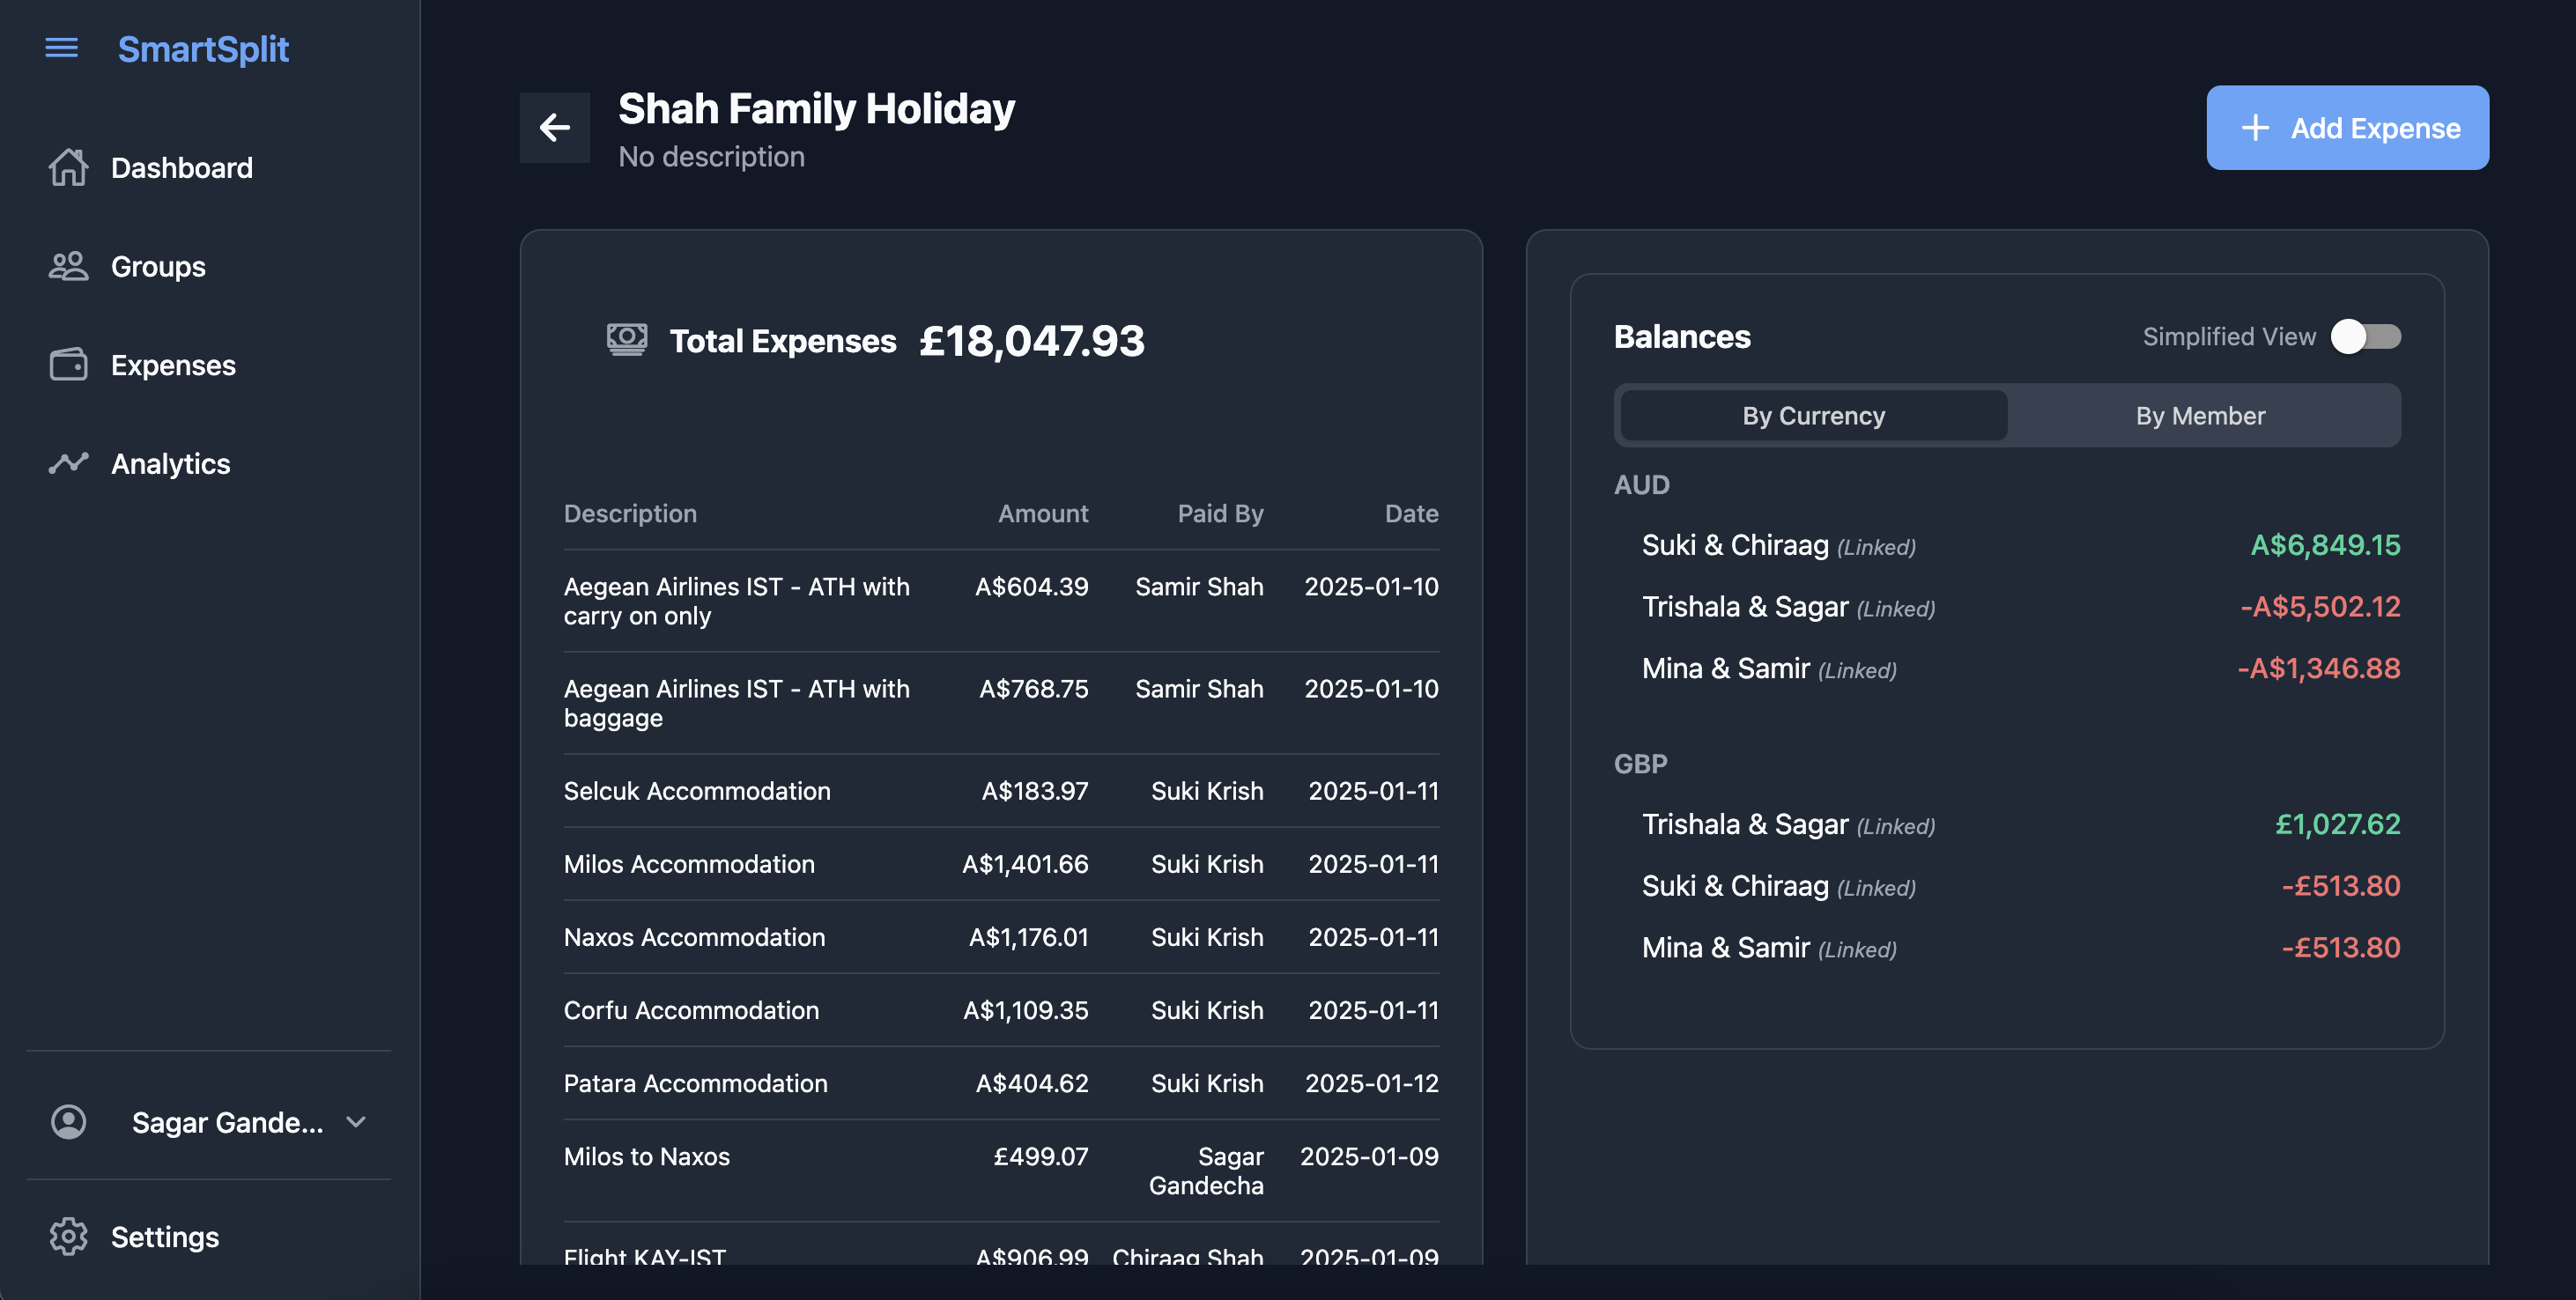 SmartSplit
Dashboard
Groups
Expenses
Analytics
Sagar Gande...
Settings
Shah Family Holiday
No description
Add Expense
Total Expenses £18,047.93
Description Amount Paid By Date
Aegean Airlines IST - ATH with A$604.39 Samir Shah 2025-01-10
carry on only
Aegean Airlines IST - ATH with A$768.75 Samir Shah 2025-01-10
baggage
Selcuk Accommodation A$183.97 Suki Krish 2025-01-11
Milos Accommodation A$1,401.66 Suki Krish 2025-01-11
Naxos Accommodation A$1,176.01 Suki Krish 2025-01-11
Corfu Accommodation A$1,109.35 Suki Krish 2025-01-11
Patara Accommodation A$404.62 Suki Krish 2025-01-12
Milos to Naxos £499.07 Sagar 2025-01-09
Gandecha
Flight KAY-IST A$906.99 Chiraag Shah 2025-01-09
Balances Simplified View
By Currency By Member
AUD
Suki & Chiraag (Linked) A$6,849.15
Trishala & Sagar (Linked) -A$5,502.12
Mina & Samir (Linked) -A$1,346.88
GBP
Trishala & Sagar (Linked) £1,027.62
Suki & Chiraag (Linked) -£513.80
Mina & Samir (Linked) -£513.80